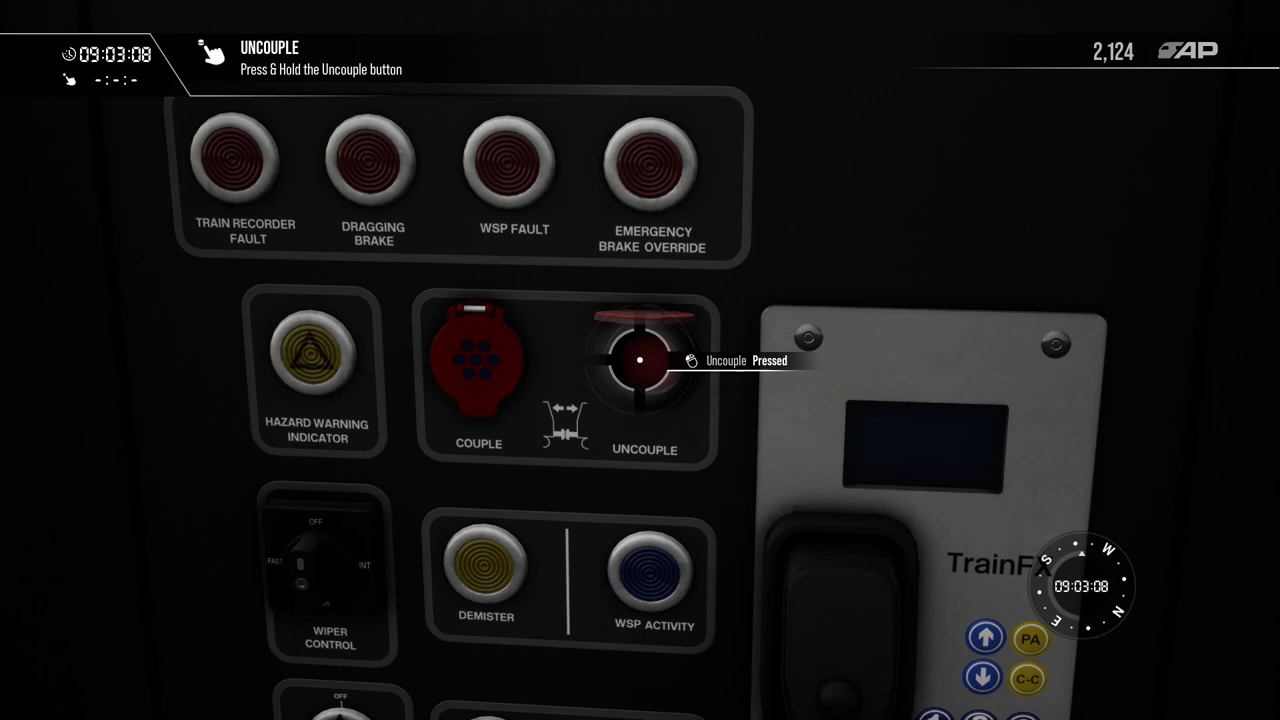 09:03:08
UNCOUPLE
Press & Hold the Uncouple button
- : - : -
2,124 AP
TRAIN RECORDER
FAULT
DRAGGING
BRAKE
WSP FAULT
EMERGENCY
BRAKE OVERRIDE
HAZARD WARNING
INDICATOR
COUPLE
UNCOUPLE
Uncouple Pressed
OFF
FAST
INT
WIPER
CONTROL
DEMISTER
WSP ACTIVITY
TrainFX
S
W
N
E
09:03:08
PA
C-C
OFF